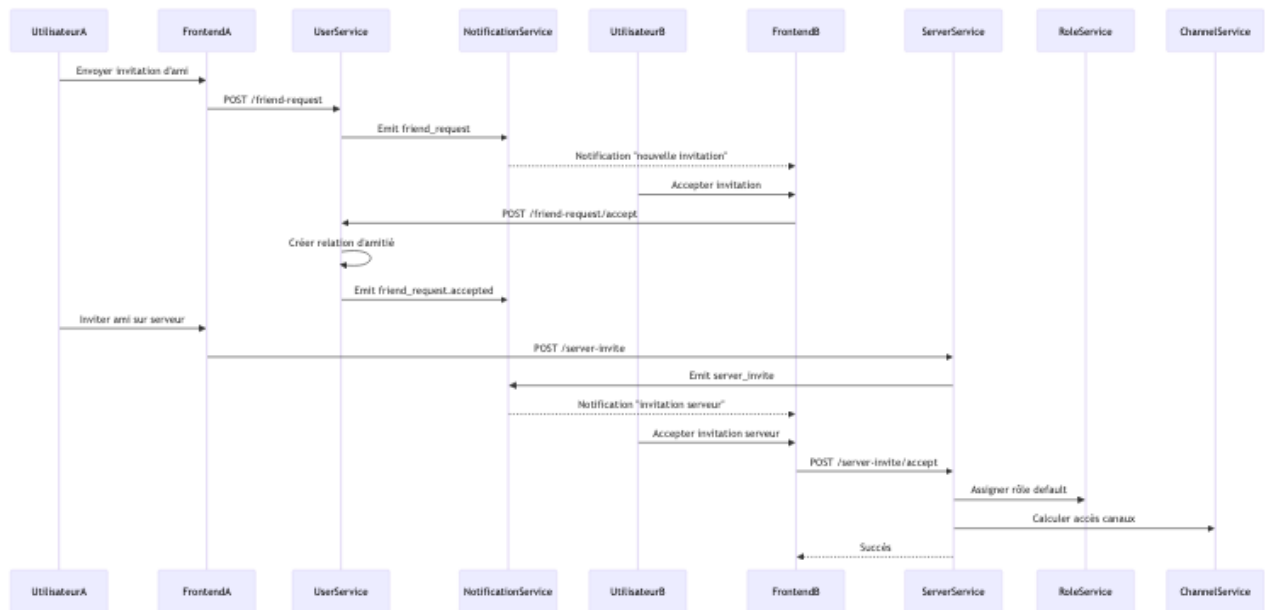 UtilisateurA
FrontendA
UserService
NotificationService
UtilisateurB
FrontendB
ServerService
RoleService
ChannelService
Envoyer invitation d'ami
POST /friend-request
Emit friend_request
Notification "nouvelle invitation"
Accepter invitation
POST /friend-request/accept
Créer relation d'amitié
Emit friend_request.accepted
Inviter ami sur serveur
POST /server-invite
Emit server_invite
Notification "invitation serveur"
Accepter invitation serveur
POST /server-invite/accept
Assigner rôle default
Calculer accès canaux
Succès
UtilisateurA
FrontendA
UserService
NotificationService
UtilisateurB
FrontendB
ServerService
RoleService
ChannelService